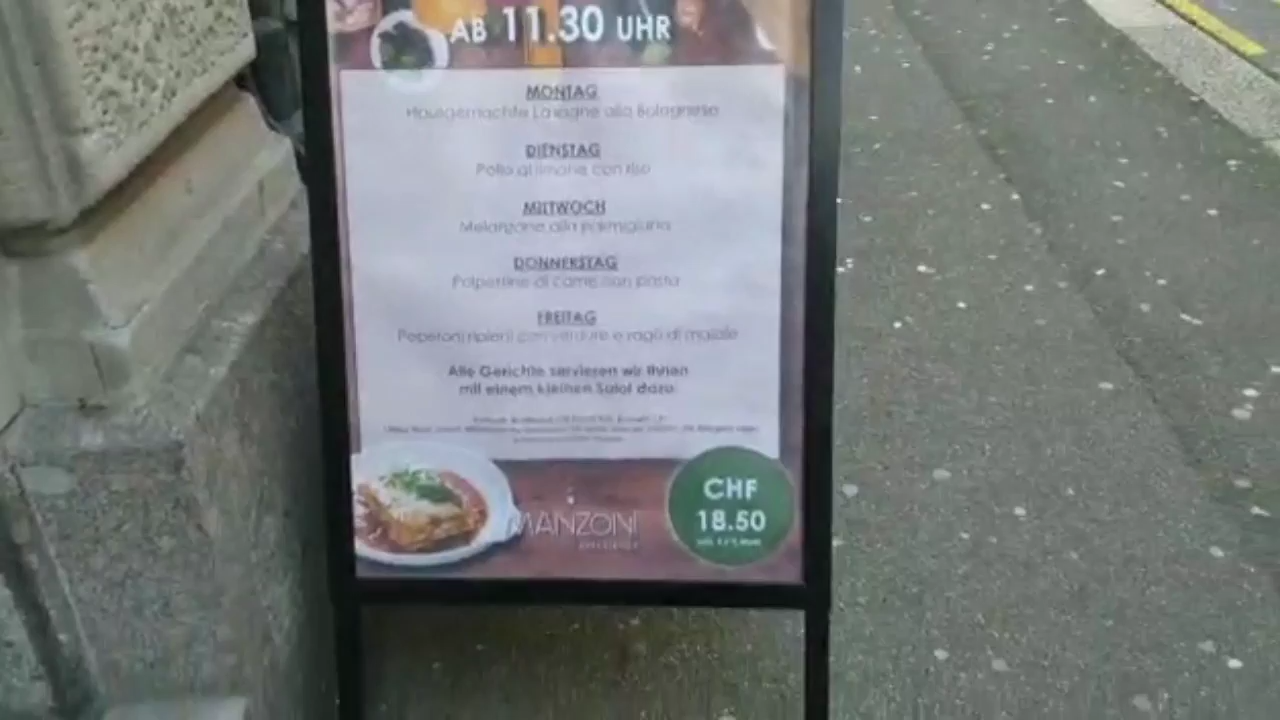 AB 11.30 UHR
MONTAG
Hausgemachte Lasagne alla Bolognese
DIENSTAG
Pollo al limone con riso
MITTWOCH
Melanzane alla parmigiana
DONNERSTAG
Polpettine di carne con pasta
FREITAG
Peperoni ripieni con verdure e ragù di maiale
Alle Gerichte servieren wir Ihnen
mit einem kleinen Salat dazu.
MANZONI
CHF
18.50